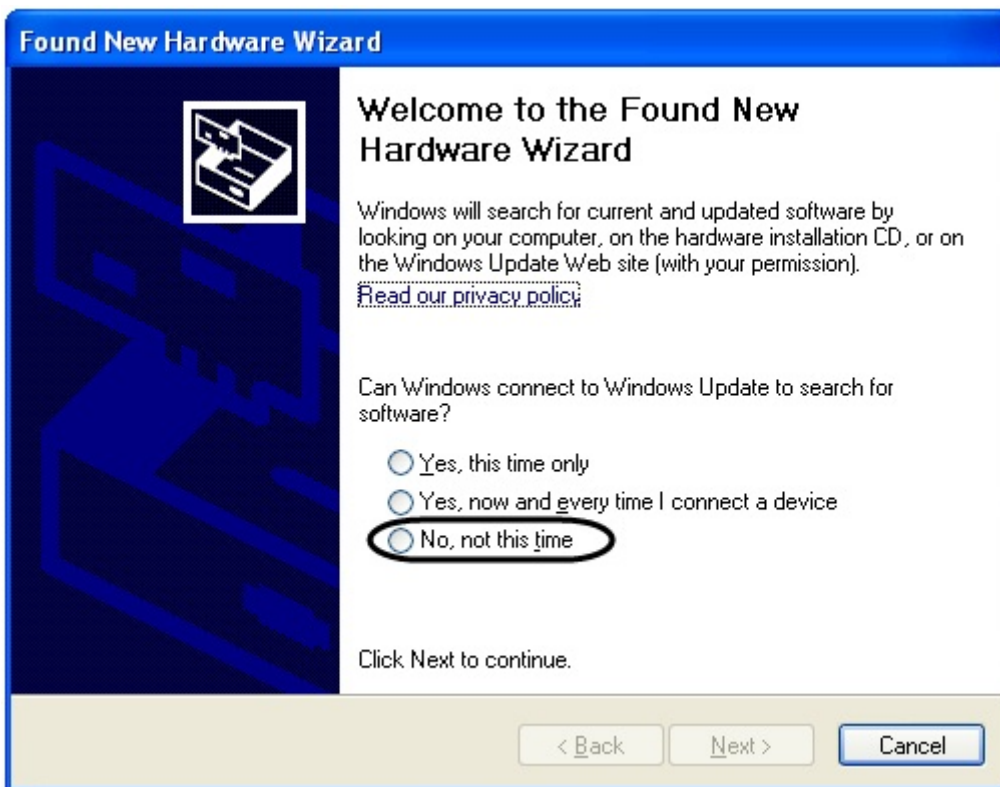 Found New Hardware Wizard
Welcome to the Found New
Hardware Wizard
Windows will search for current and updated software by
looking on your computer, on the hardware installation CD, or on
the Windows Update Web site (with your permission).
Read our privacy policy
Can Windows connect to Windows Update to search for
software?
Yes, this time only
Yes, now and every time I connect a device
No, not this time
Click Next to continue.
< Back
Next >
Cancel